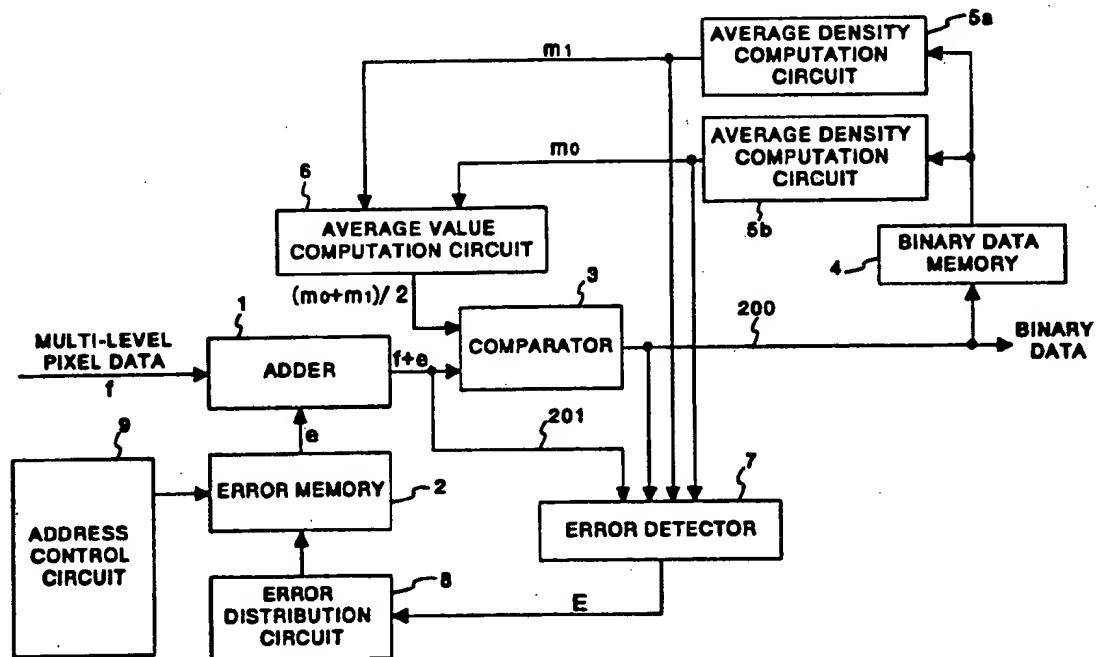 5a
AVERAGE DENSITY
COMPUTATION
CIRCUIT
m1
AVERAGE DENSITY
COMPUTATION
CIRCUIT
m0
5b
6
AVERAGE VALUE
COMPUTATION CIRCUIT
BINARY DATA
MEMORY
4
(m0+m1)/2
3
COMPARATOR
200
BINARY
DATA
1
MULTI-LEVEL
PIXEL DATA
f
ADDER
f+e
201
e
9
ADDRESS
CONTROL
CIRCUIT
ERROR MEMORY
2
7
ERROR DETECTOR
8
ERROR
DISTRIBUTION
CIRCUIT
E